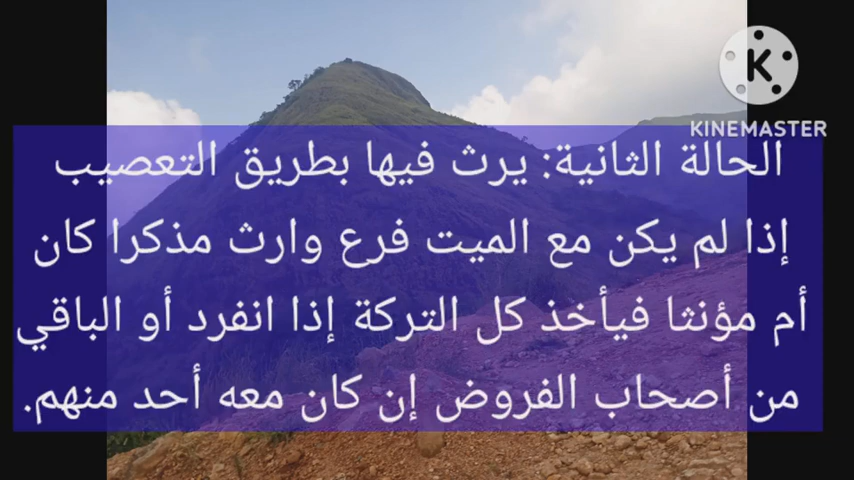 K
KINEMASTER
الحالة الثانية: يرث فيها بطريق التعصيب
إذا لم يكن مع الميت فرع وارث مذكرا كان
أم مؤنثا فيأخذ كل التركة إذا انفرد أو الباقي
من أصحاب الفروض إن كان معه أحد منهم.